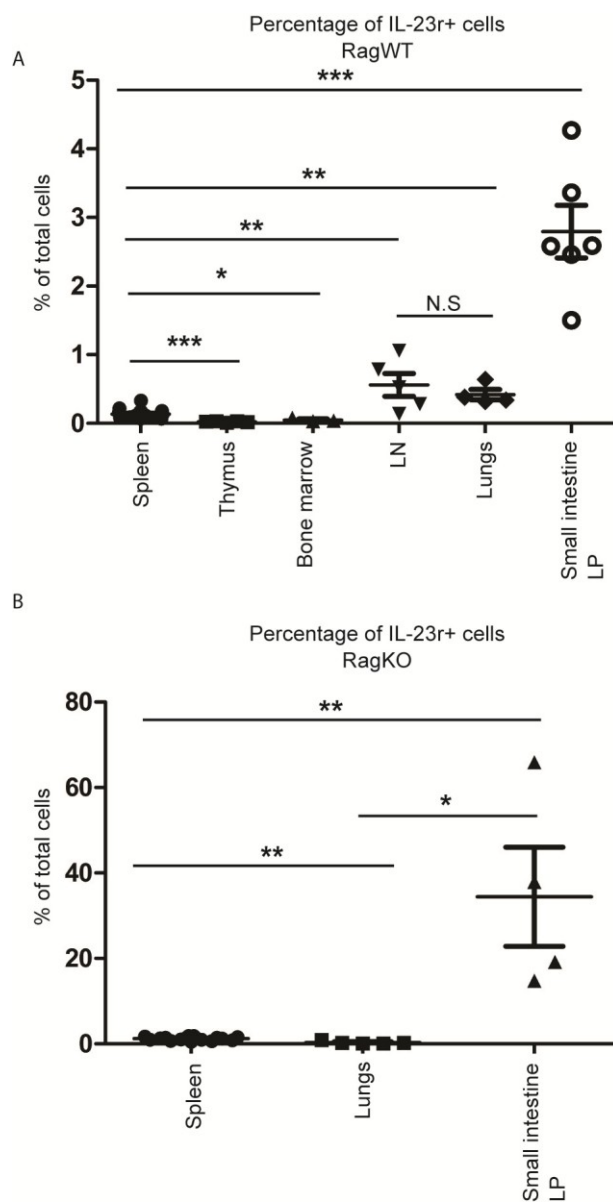 A
Percentage of IL-23r+ cells
RagWT
% of total cells
5
4
3
2
1
0
***
**
**
*
***
N.S
Spleen
Thymus
Bone marrow
LN
Lungs
Small intestine
LP
B
Percentage of IL-23r+ cells
RagKO
% of total cells
80
60
40
20
0
**
*
**
Spleen
Lungs
Small intestine
LP